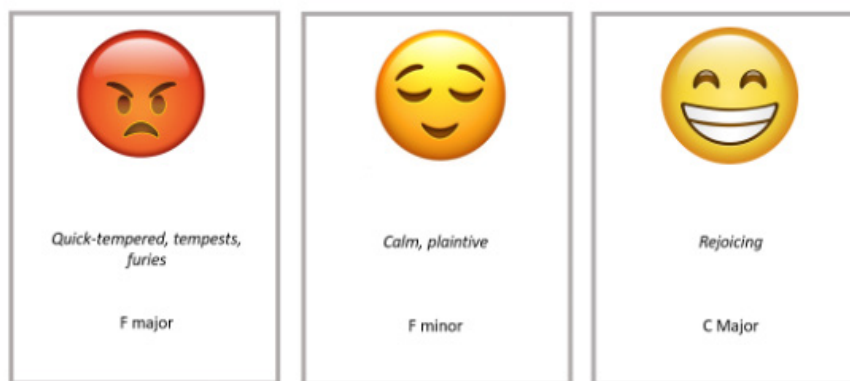 Quick-tempered, tempests,
furies
F major
Calm, plaintive
F minor
Rejoicing
C Major